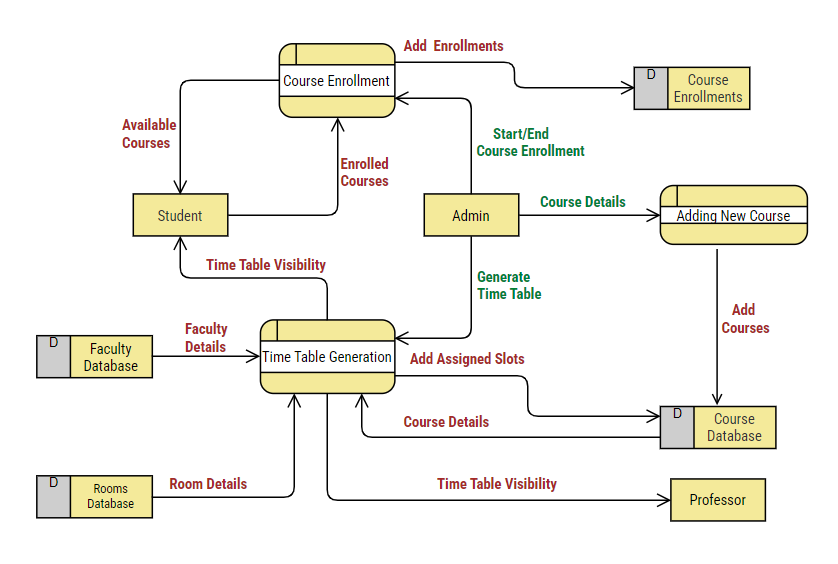 Add Enrollments
Course Enrollment
D
Course
Enrollments
Available
Courses
Start/End
Course Enrollment
Enrolled
Courses
Student
Admin
Course Details
Adding New Course
Time Table Visibility
Generate
Time Table
Add
Courses
D
Faculty
Database
Faculty
Details
Time Table Generation
Add Assigned Slots
Course Details
D
Course
Database
D
Rooms
Database
Room Details
Time Table Visibility
Professor